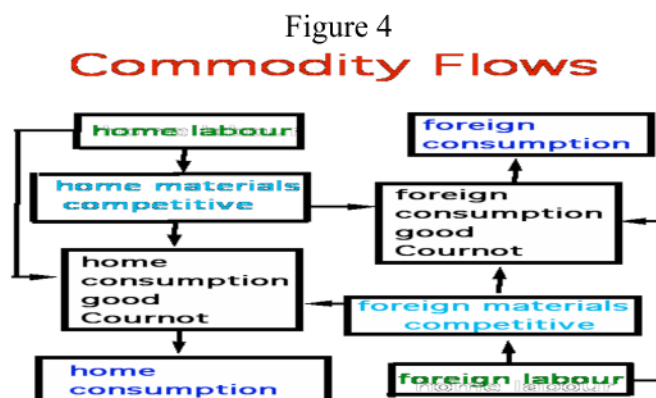 Figure 4
Commodity Flows
home labour
home materials
competitive
home
consumption
good
Cournot
home
consumption
foreign
consumption
foreign
consumption
good
Cournot
foreign materials
competitive
foreign labour